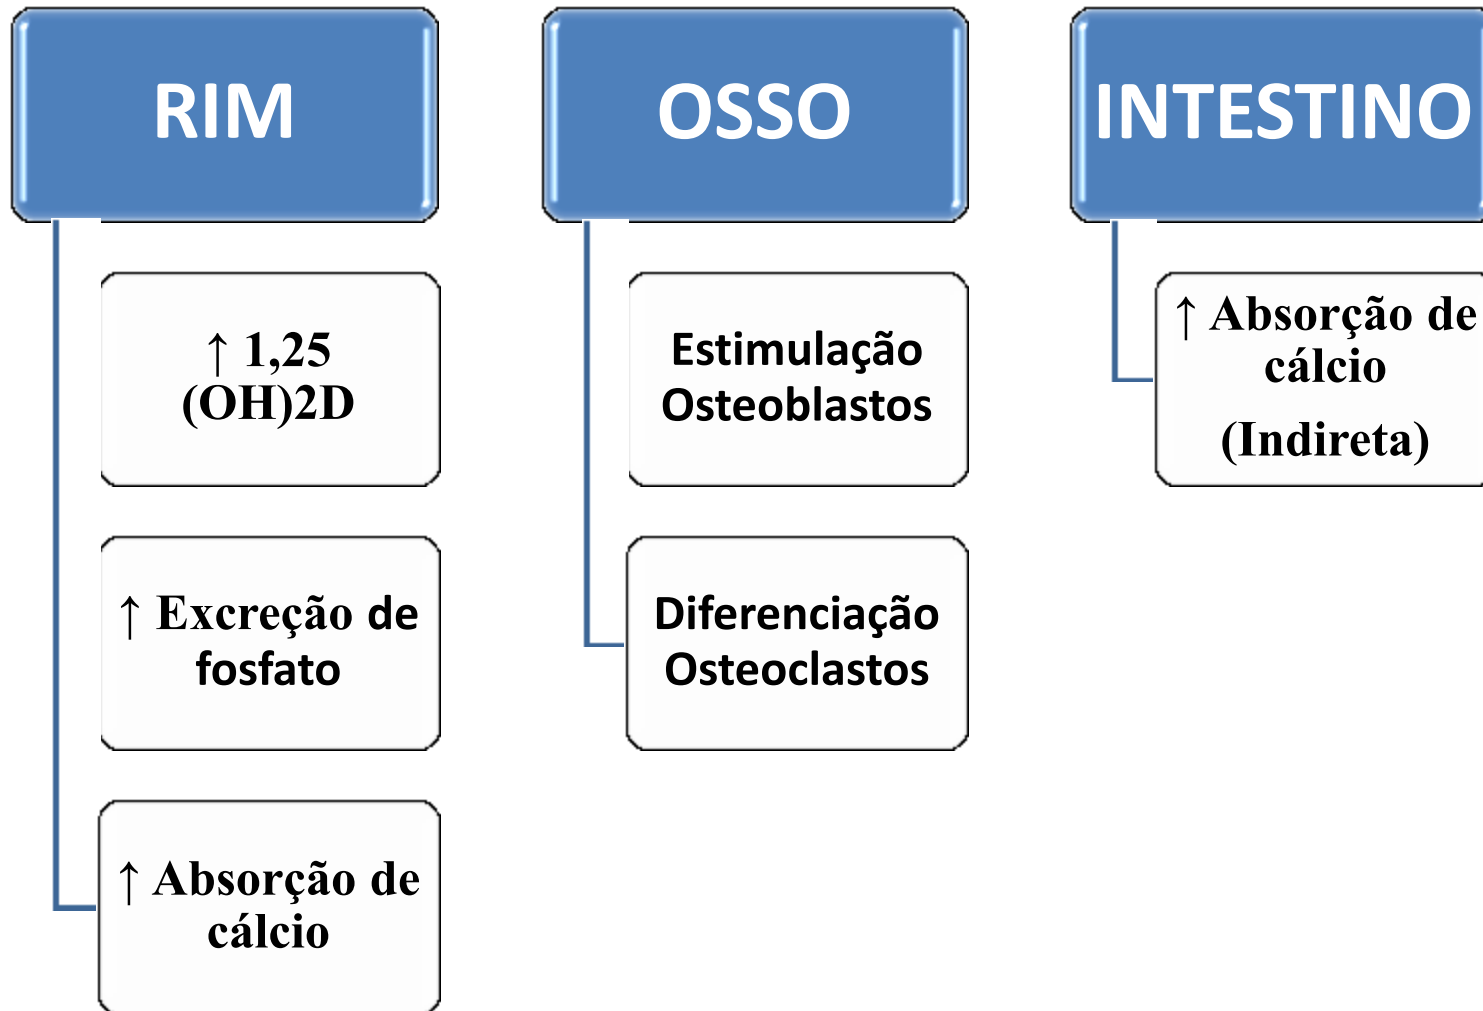 RIM
↑ 1,25
(OH)2D
↑ Excreção de
fosfato
↑ Absorção de
cálcio
OSSO
Estimulação
Osteoblastos
Diferenciação
Osteoclastos
INTESTINO
↑ Absorção de
cálcio
(Indireta)